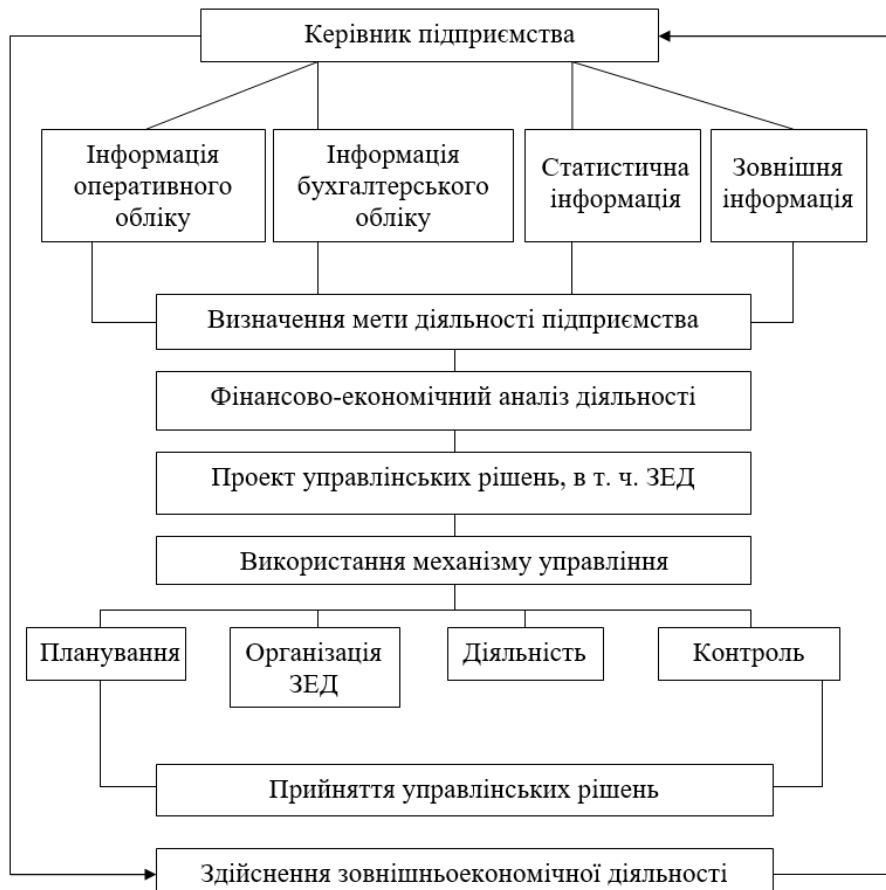 Керівник підприємства
Інформація
оперативного
обліку
Інформація
бухгалтерського
обліку
Статистична
інформація
Зовнішня
інформація
Визначення мети діяльності підприємства
Фінансово-економічний аналіз діяльності
Проект управлінських рішень, в т. ч. ЗЕД
Використання механізму управління
Планування
Організація
ЗЕД
Діяльність
Контроль
Прийняття управлінських рішень
Здійснення зовнішньоекономічної діяльності